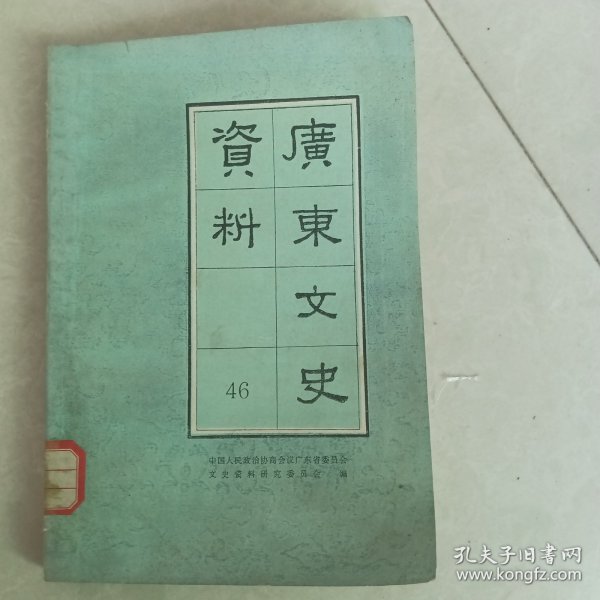 廣東文史
資料
46
中国人民政治协商会议广东省委员会
文史资料研究委员会 编
孔夫子旧书网
www.kongfz.com